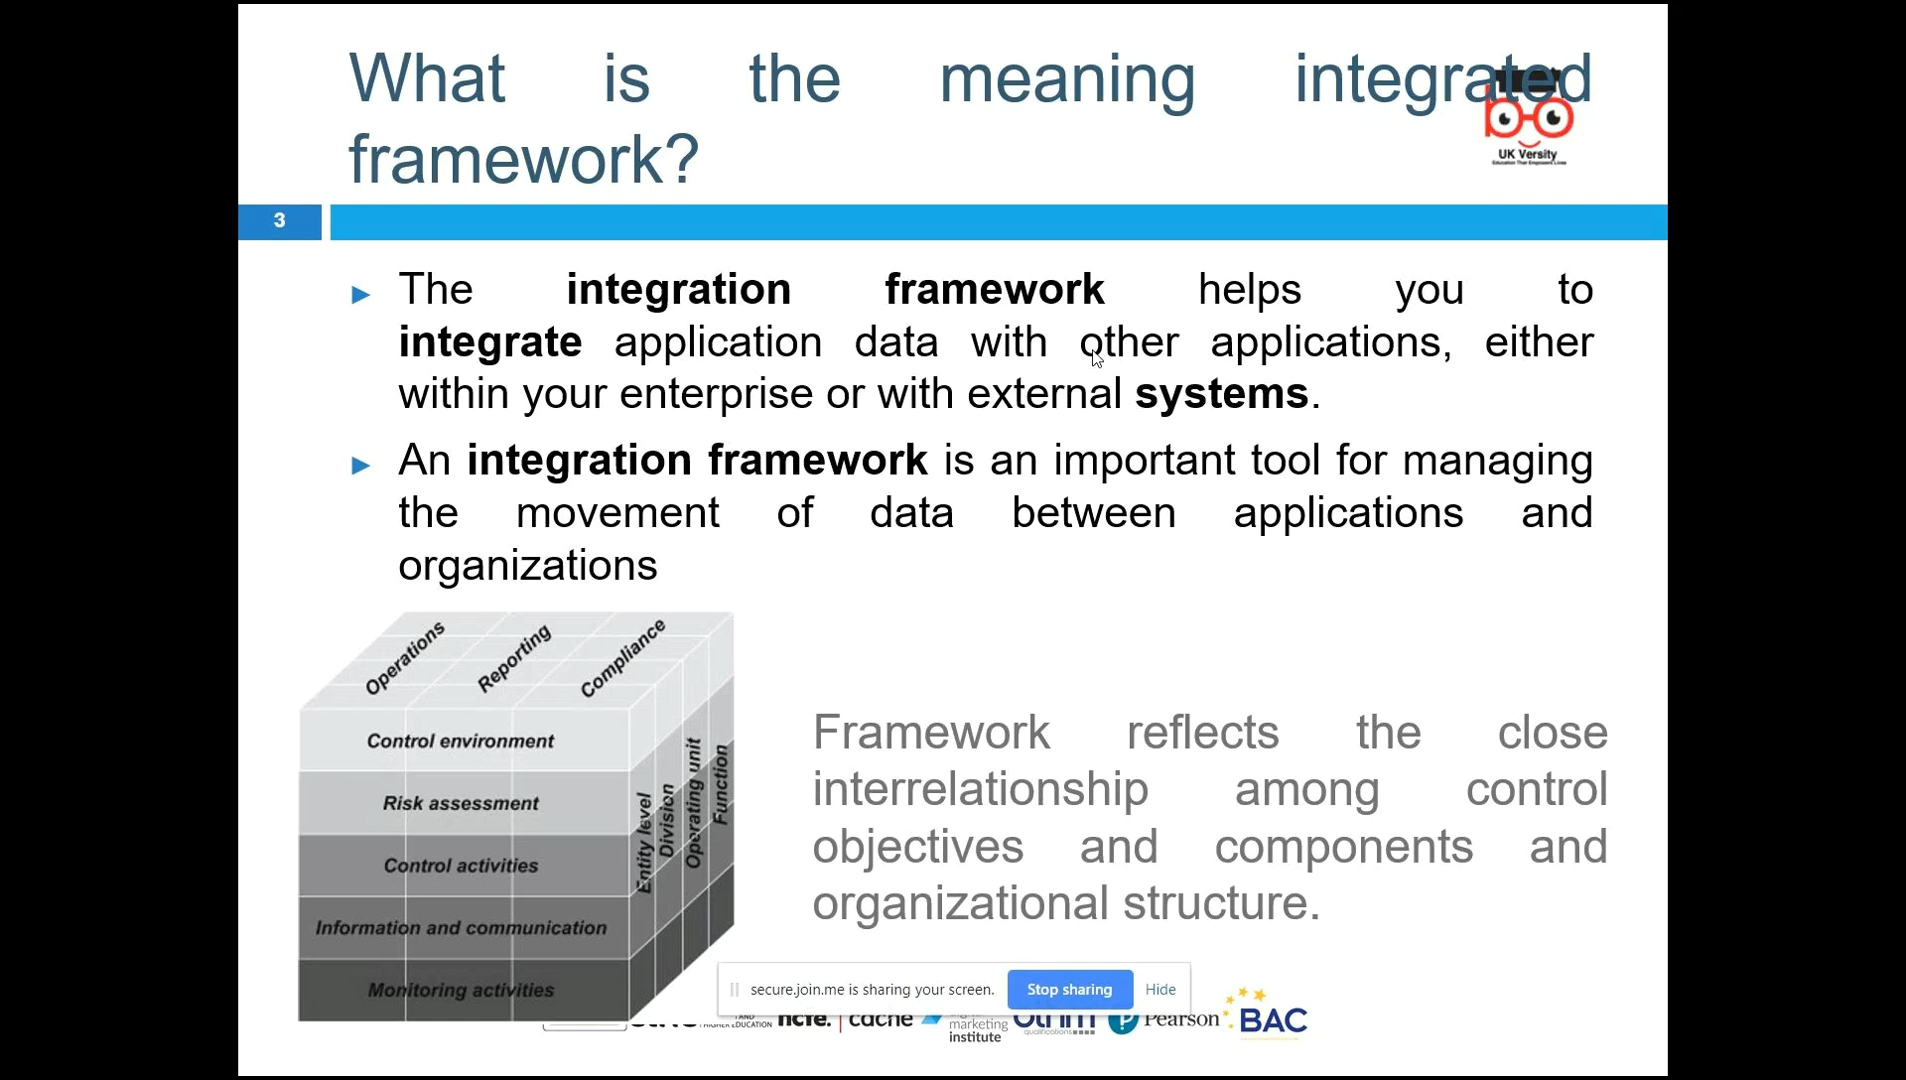 What is the meaning integrated
framework?
UK Versity
Education That Empowers Lives
3
The integration framework helps you to
integrate application data with other applications, either
within your enterprise or with external systems.
An integration framework is an important tool for managing
the movement of data between applications and
organizations
Operations
Reporting
Compliance
Control environment
Risk assessment
Control activities
Information and communication
Monitoring activities
Entity level
Division
Operating unit
Function
Framework reflects the close
interrelationship among control
objectives and components and
organizational structure.
secure.join.me is sharing your screen.
Stop sharing
Hide
ncfe.
cache
marketing
institute
qualifications
Pearson
BAC